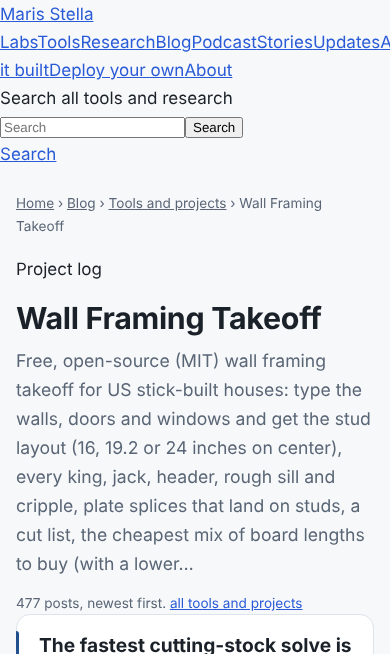 Maris Stella
LabsToolsResearchBlogPodcastStoriesUpdatesA
it builtDeploy your ownAbout
Search all tools and research
Search Search
Search
Home › Blog › Tools and projects › Wall Framing
Takeoff
Project log
Wall Framing Takeoff
Free, open-source (MIT) wall framing
takeoff for US stick-built houses: type the
walls, doors and windows and get the stud
layout (16, 19.2 or 24 inches on center),
every king, jack, header, rough sill and
cripple, plate splices that land on studs, a
cut list, the cheapest mix of board lengths
to buy (with a lower...
477 posts, newest first. all tools and projects
The fastest cutting-stock solve is